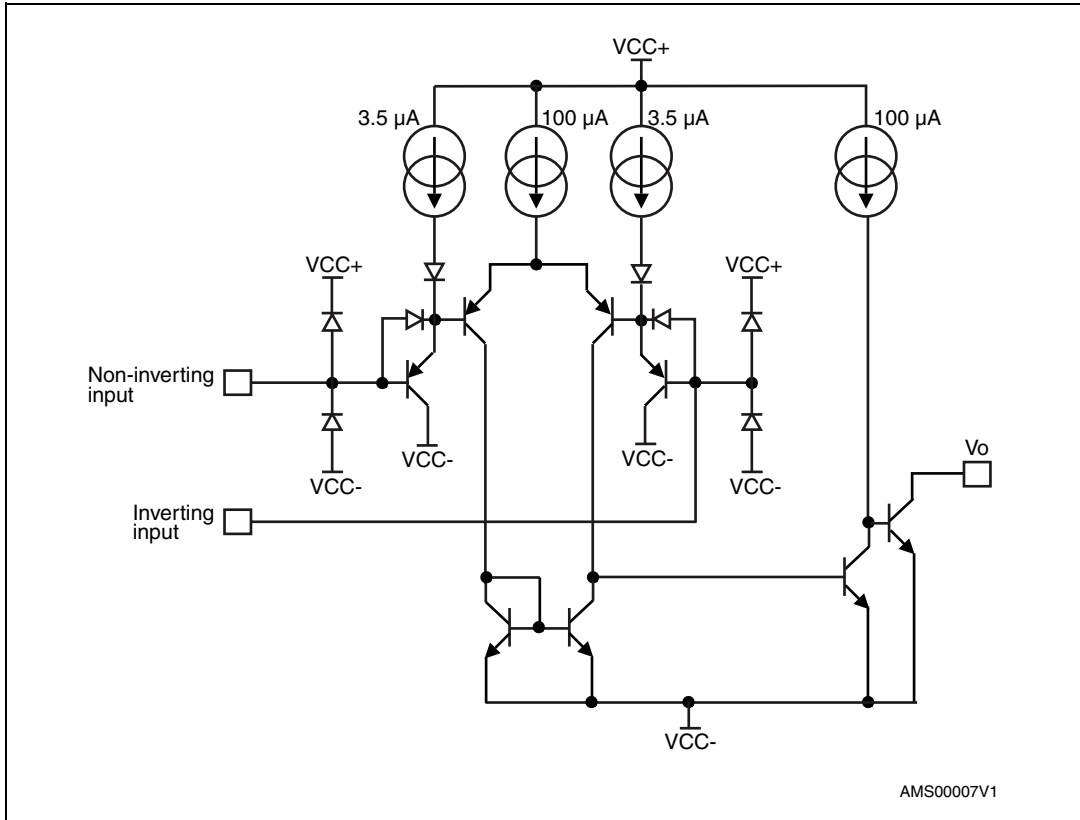 VCC+
3.5 µA
100 µA
3.5 µA
100 µA
VCC+
VCC+
Non-inverting
input
VCC-
VCC-
VCC-
VCC-
Vo
Inverting
input
VCC-
AMS00007V1